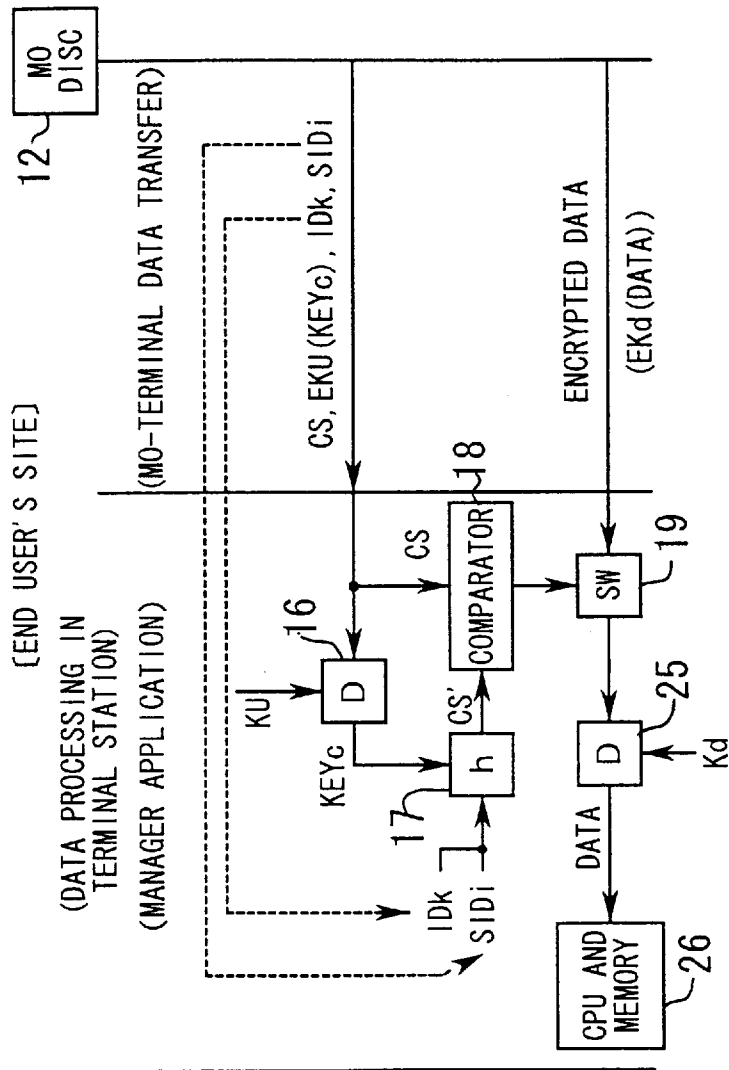 [END USER'S SITE]
(DATA PROCESSING IN
TERMINAL STATION)
(MANAGER APPLICATION)
(MO-TERMINAL DATA TRANSFER)
12
MO
DISC
CS, EKU(KEYc), IDk, SIDi
KU
16
D
KEYc
CS
IDk
SIDi
17
h
CS'
18
COMPARATOR
ENCRYPTED DATA
(EKd(DATA))
SW
19
D
25
Kd
DATA
CPU AND
MEMORY
26